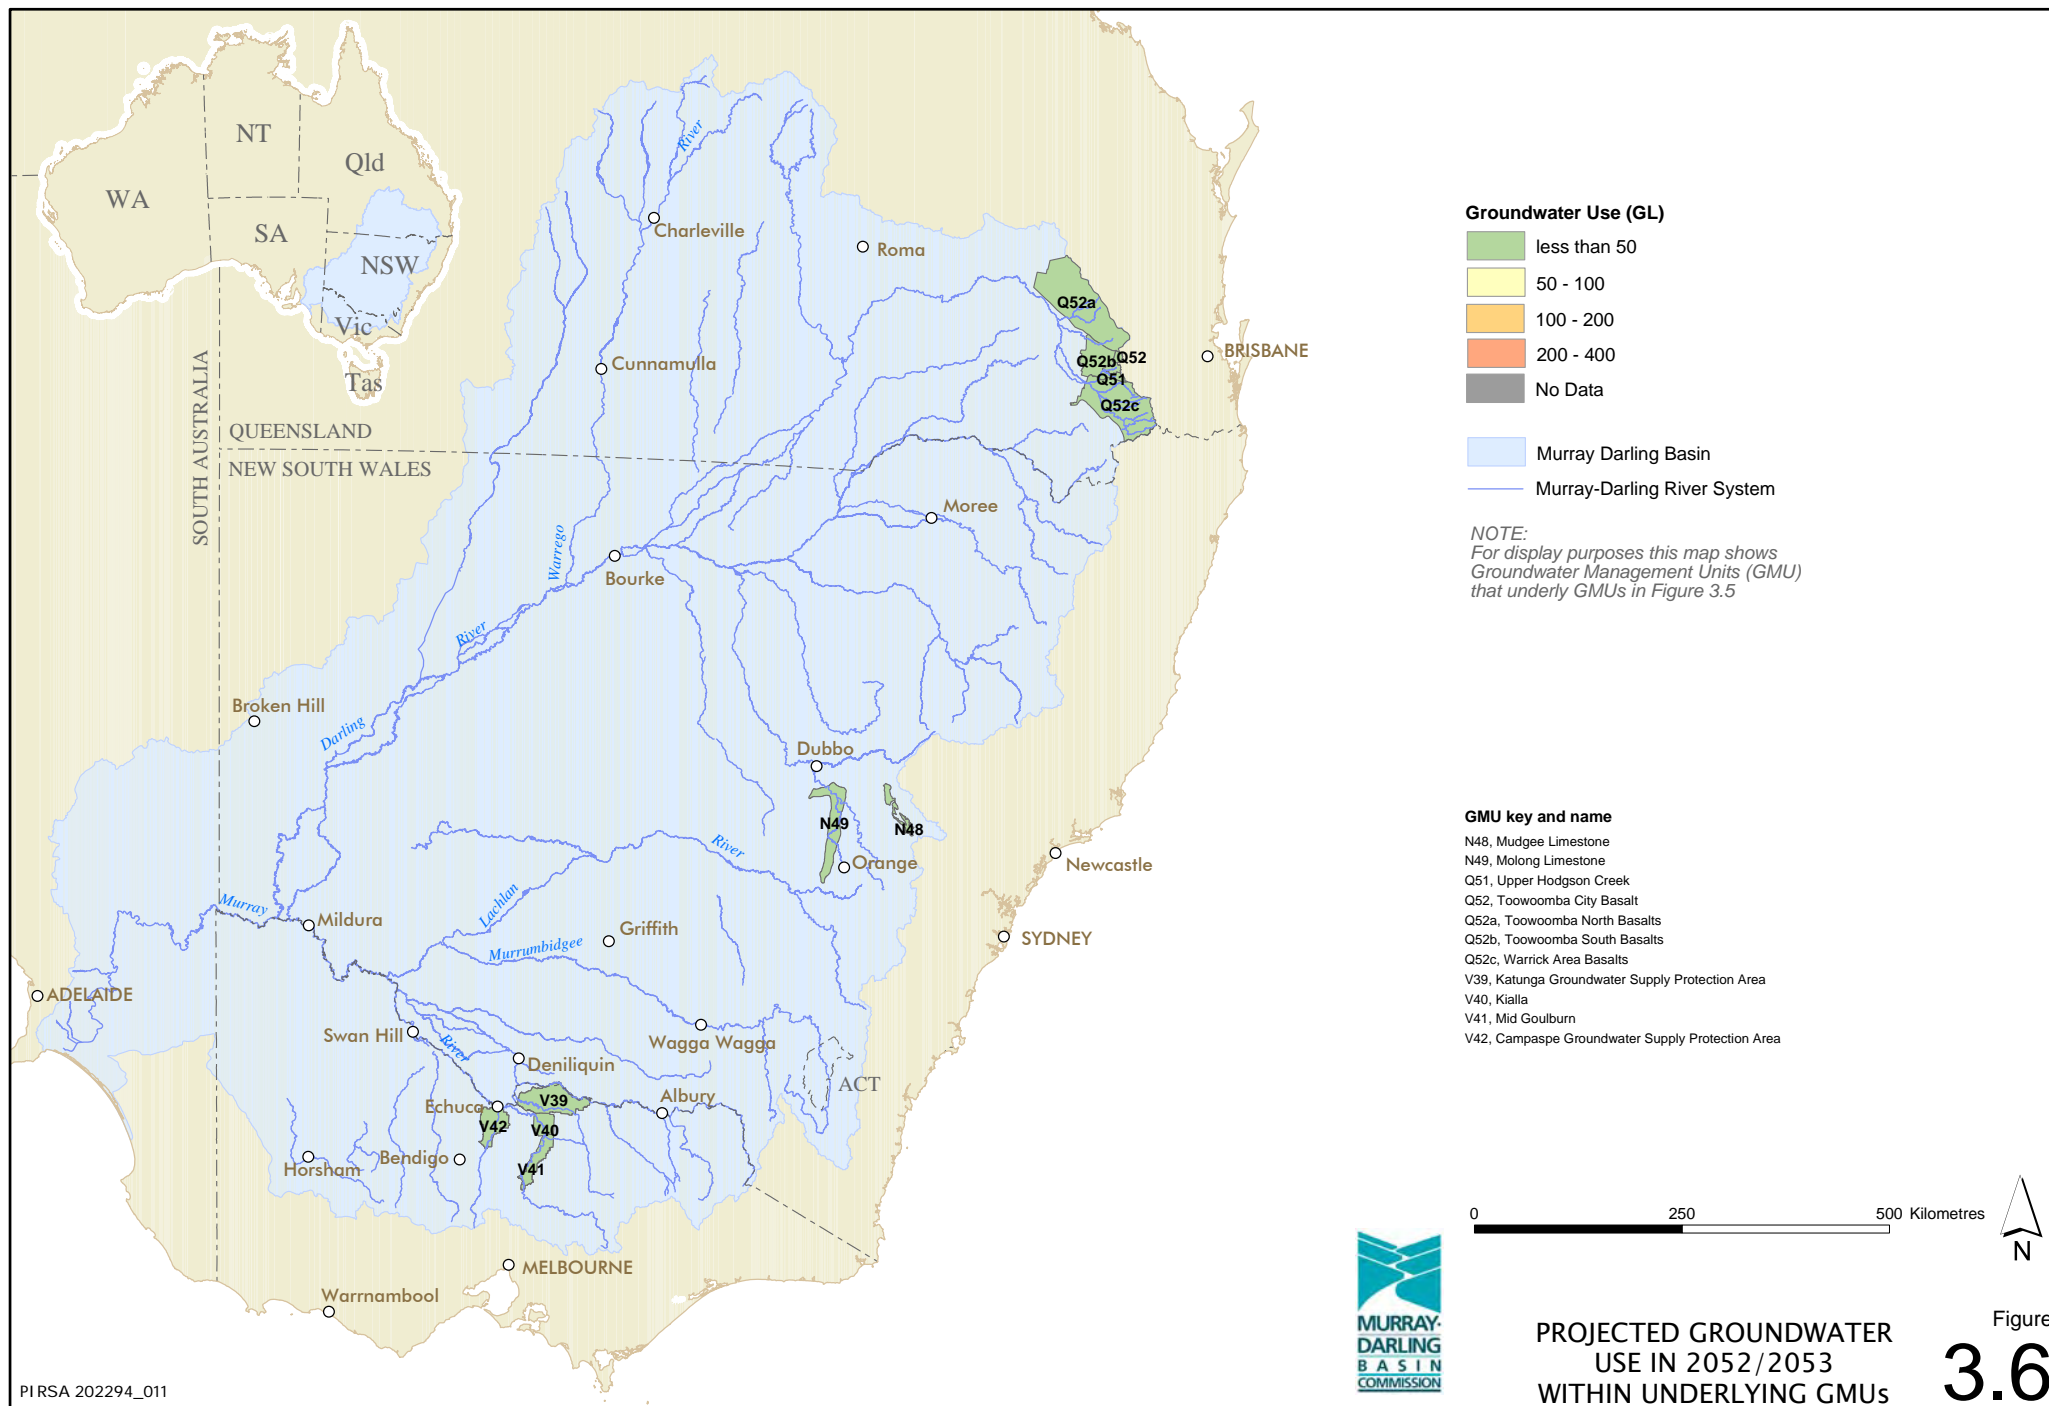 NT
Qld
WA
SA
NSW
Vic
Tas
River
Charleville
Roma
Q52a
Q52b
Q52
Q51
Q52c
BRISBANE
Cunnamulla
SOUTH AUSTRALIA
QUEENSLAND
NEW SOUTH WALES
Moree
Warrego
Bourke
River
Broken Hill
Darling
Dubbo
N49
N48
River
Orange
Newcastle
Murray
Mildura
Lachlan
Griffith
Murrumbidgee
SYDNEY
ADELAIDE
Swan Hill
River
Wagga Wagga
Deniliquin
ACT
Echuca
V39
Albury
V42
V40
Horsham
Bendigo
V41
MELBOURNE
Warrnambool
PIRSA 202294_011
Groundwater Use (GL)
less than 50
50 - 100
100 - 200
200 - 400
No Data
Murray Darling Basin
Murray-Darling River System
NOTE:
For display purposes this map shows
Groundwater Management Units (GMU)
that underly GMUs in Figure 3.5
GMU key and name
N48, Mudgee Limestone
N49, Molong Limestone
Q51, Upper Hodgson Creek
Q52, Toowoomba City Basalt
Q52a, Toowoomba North Basalts
Q52b, Toowoomba South Basalts
Q52c, Warrick Area Basalts
V39, Katunga Groundwater Supply Protection Area
V40, Kialla
V41, Mid Goulburn
V42, Campaspe Groundwater Supply Protection Area
0 250 500 Kilometres
N
MURRAY-
DARLING
BASIN
COMMISSION
PROJECTED GROUNDWATER
USE IN 2052/2053
WITHIN UNDERLYING GMUs
Figure
3.6